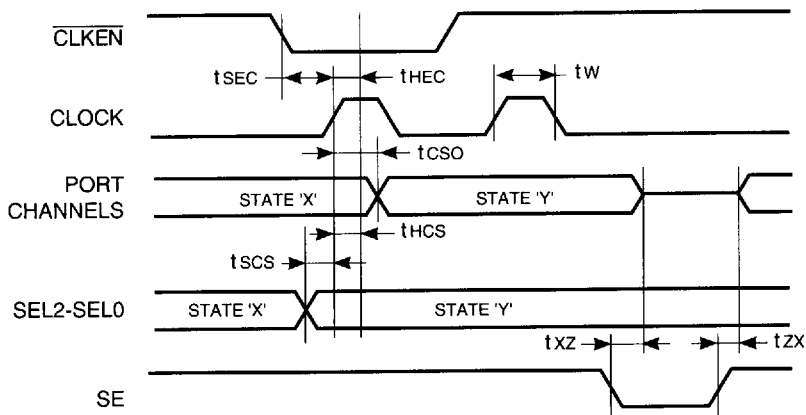 CLKEN
tSEC tHEC tW
CLOCK
tCSO
PORT
CHANNELS
STATE 'X' STATE 'Y'
tHCS
tSCS
SEL2-SEL0 STATE 'X' STATE 'Y'
tXZ tZX
SE